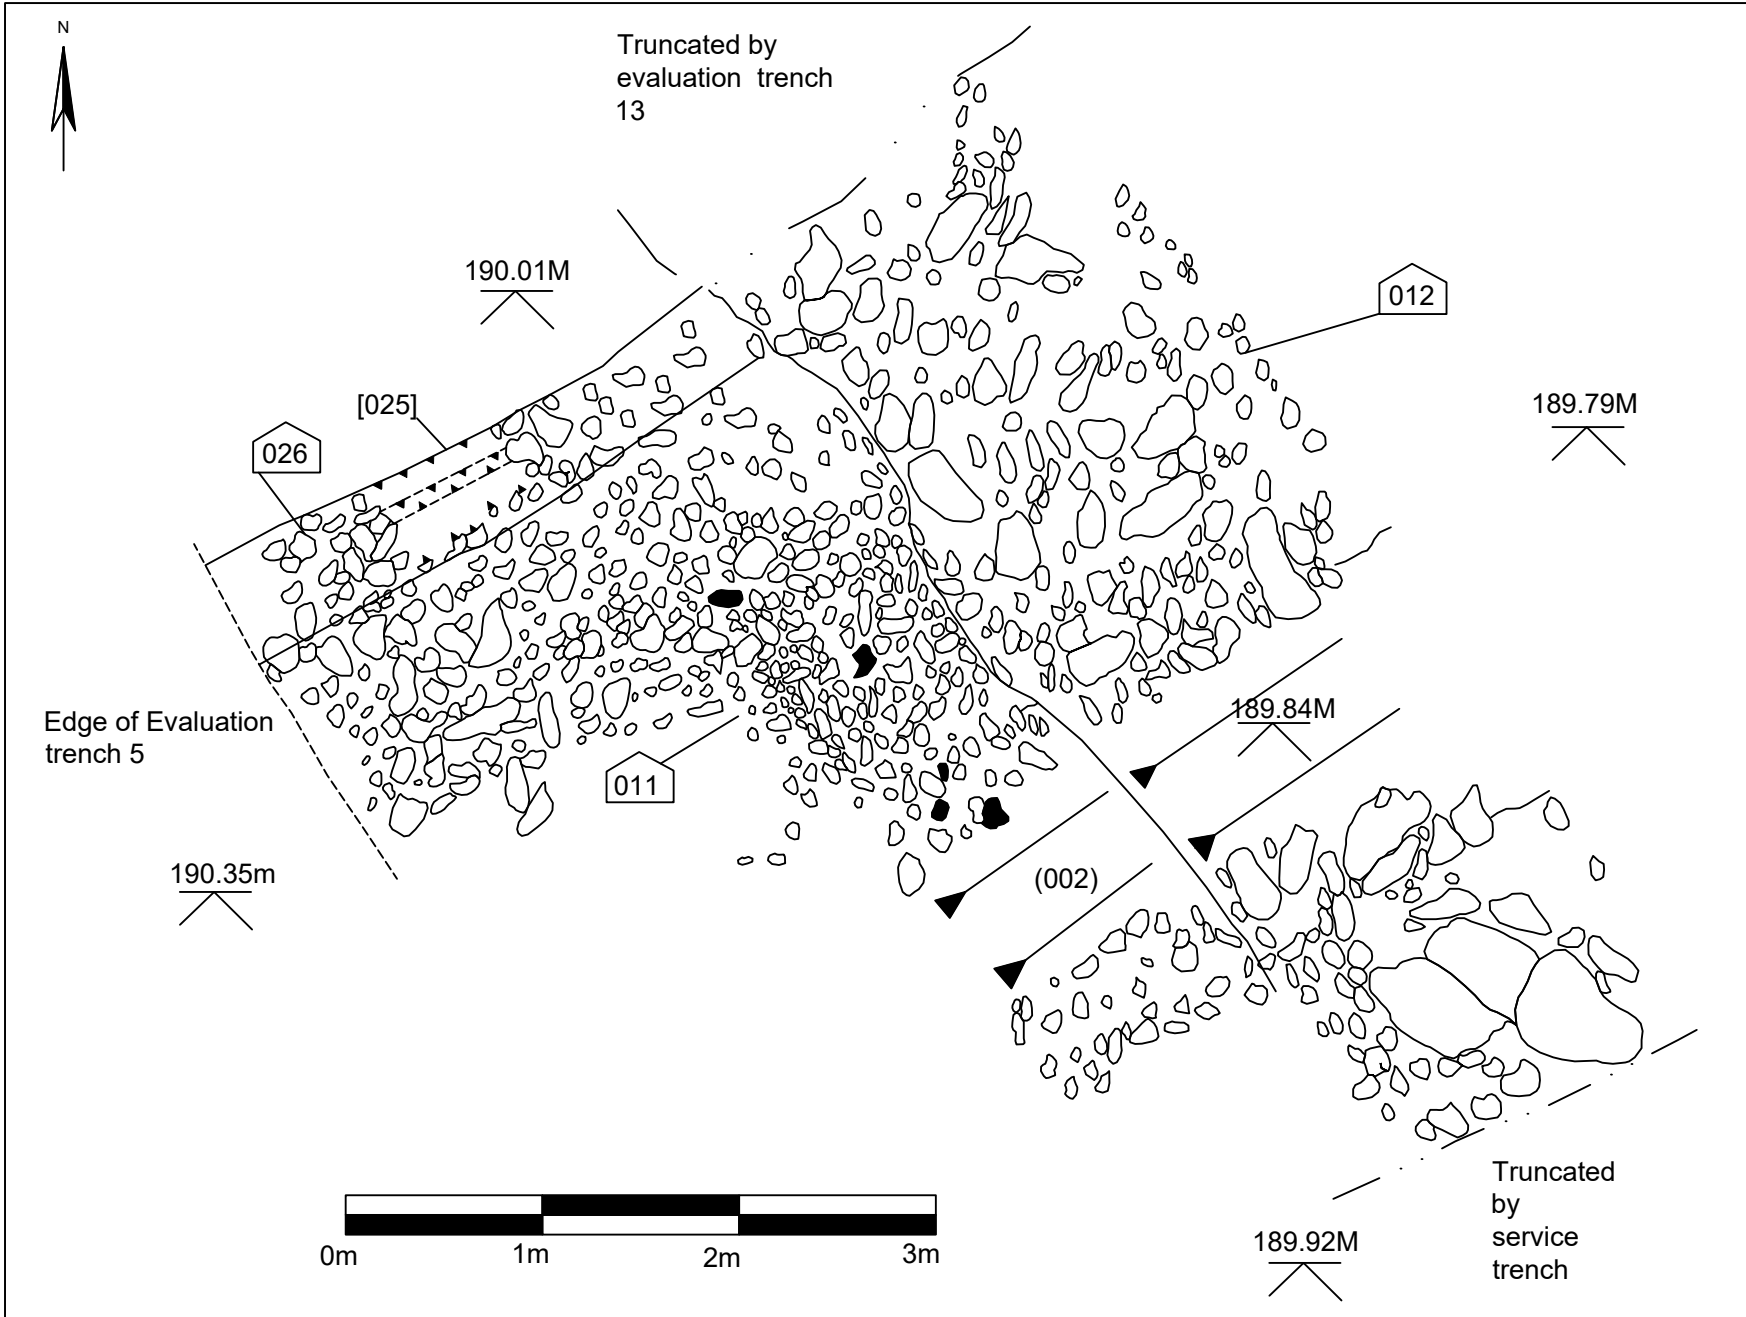 N
Truncated by
evaluation trench
13
190.01M
012
[025]
189.79M
026
Edge of Evaluation
trench 5
189.84M
011
190.35m
(002)
0m
1m
2m
3m
Truncated
by
service
trench
189.92M